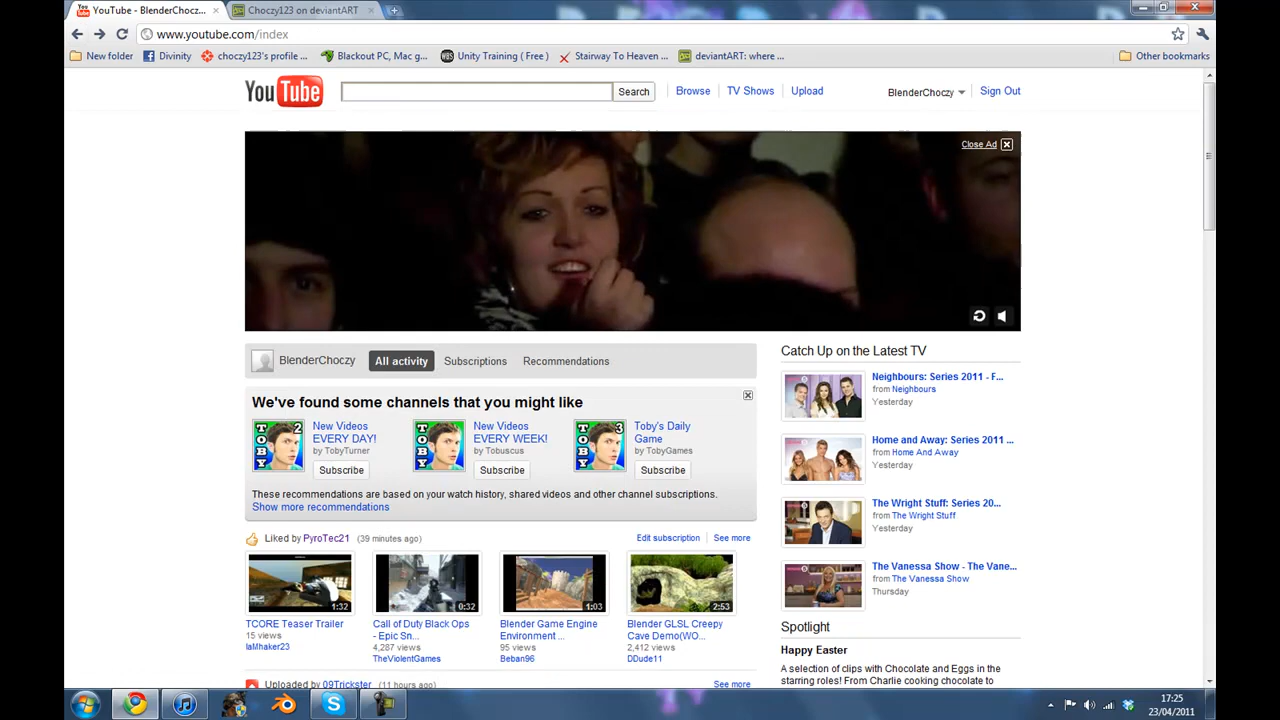 YouTube - BlenderChocz...
Choczy123 on deviantART
www.youtube.com/index
New folder
Divinity
choczy123's profile ...
Blackout PC, Mac g...
WBS
Unity Training ( Free )
Stairway To Heaven ...
deviantART: where ...
Other bookmarks
YouTube
Search
Browse
TV Shows
Upload
BlenderChoczy
Sign Out
Close Ad
BlenderChoczy
All activity
Subscriptions
Recommendations
We've found some channels that you might like
TOBY 2
New Videos
EVERY DAY!
by TobyTurner
Subscribe
TOBY
New Videos
EVERY WEEK!
by Tobuscus
Subscribe
TOBY 3
Toby's Daily
Game
by TobyGames
Subscribe
These recommendations are based on your watch history, shared videos and other channel subscriptions.
Show more recommendations
Liked by PyroTec21 (39 minutes ago)
Edit subscription
See more
1:32
TCORE Teaser Trailer
15 views
IaMhaker23
0:32
Call of Duty Black Ops
- Epic Sn...
4,287 views
TheViolentGames
1:03
Blender Game Engine
Environment ...
95 views
Beban96
2:53
Blender GLSL Creepy
Cave Demo(WO...
2,412 views
DDude11
Uploaded by 09Trickster (11 hours ago)
See more
Catch Up on the Latest TV
Neighbours: Series 2011 - F...
from Neighbours
Yesterday
Home and Away: Series 2011 ...
from Home And Away
Yesterday
The Wright Stuff: Series 20...
from The Wright Stuff
Yesterday
The Vanessa Show - The Vane...
from The Vanessa Show
Thursday
Spotlight
Happy Easter
A selection of clips with Chocolate and Eggs in the
starring roles! From Charlie cooking chocolate to
17:25
23/04/2011